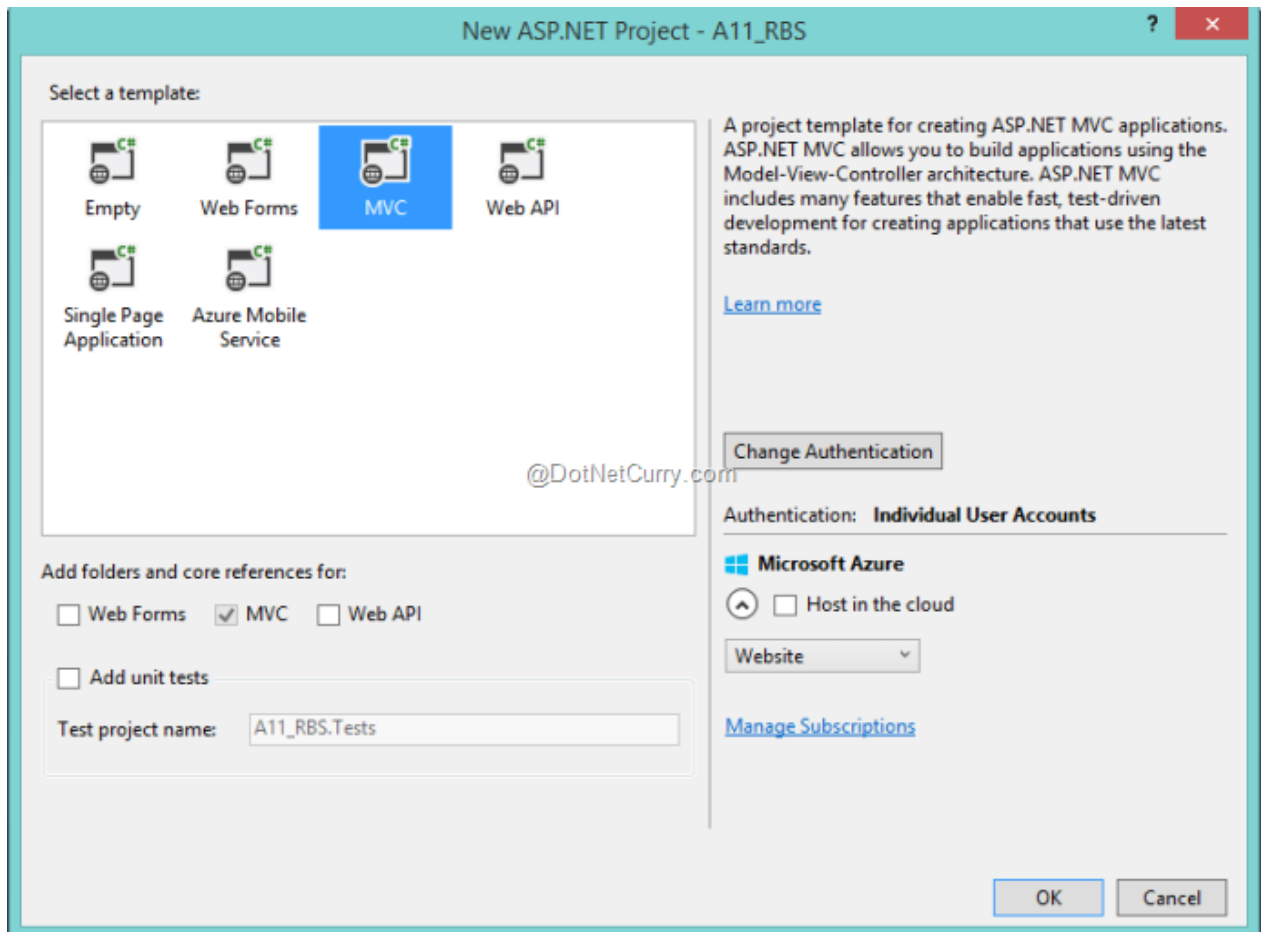 New ASP.NET Project - A11_RBS
?
Select a template:
C# C# C# C#
Empty Web Forms MVC Web API
C# C#
Single Page Azure Mobile
Application Service
A project template for creating ASP.NET MVC applications.
ASP.NET MVC allows you to build applications using the
Model-View-Controller architecture. ASP.NET MVC
includes many features that enable fast, test-driven
development for creating applications that use the latest
standards.
Learn more
Change Authentication
@DotNetCurry.com
Authentication: Individual User Accounts
Microsoft Azure
Host in the cloud
Website
Manage Subscriptions
Add folders and core references for:
Web Forms MVC Web API
Add unit tests
Test project name: A11_RBS.Tests
OK Cancel